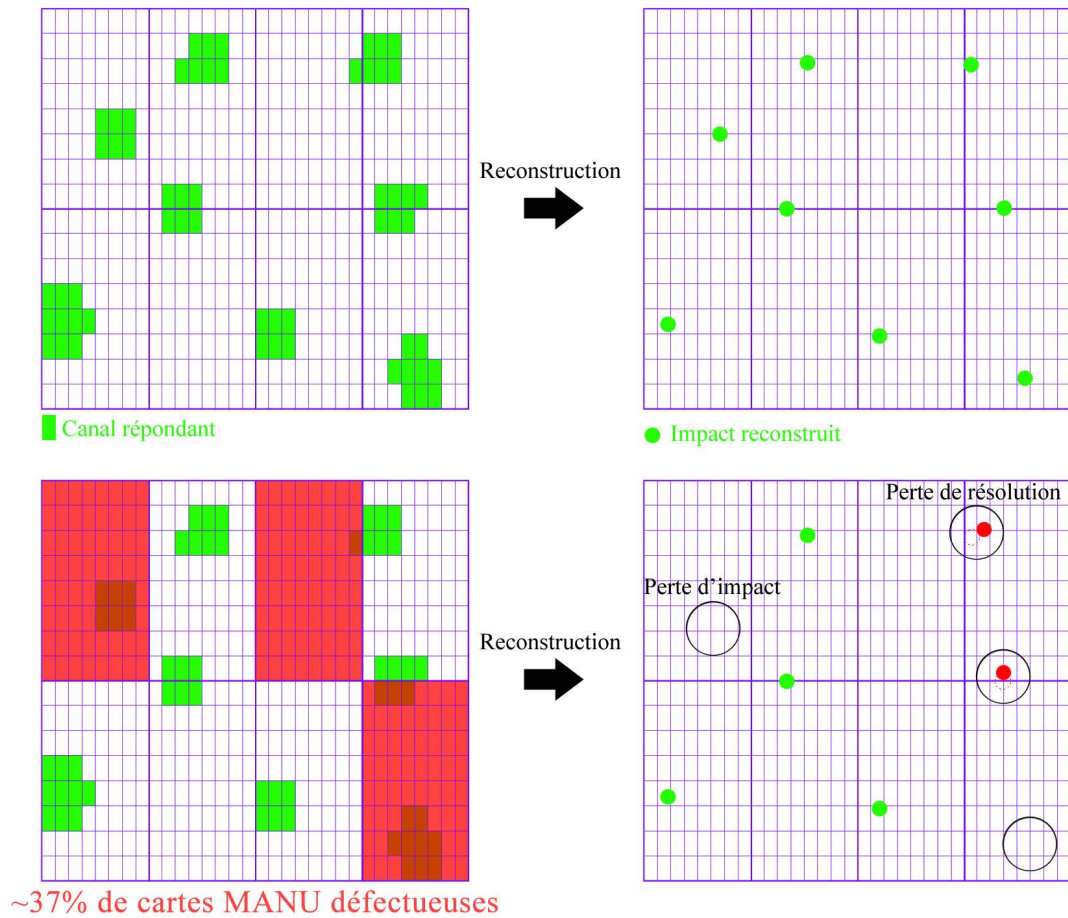 Reconstruction
Canal répondant
Impact reconstruit
Perte de résolution
Perte d’impact
Reconstruction
~37% de cartes MANU défectueuses